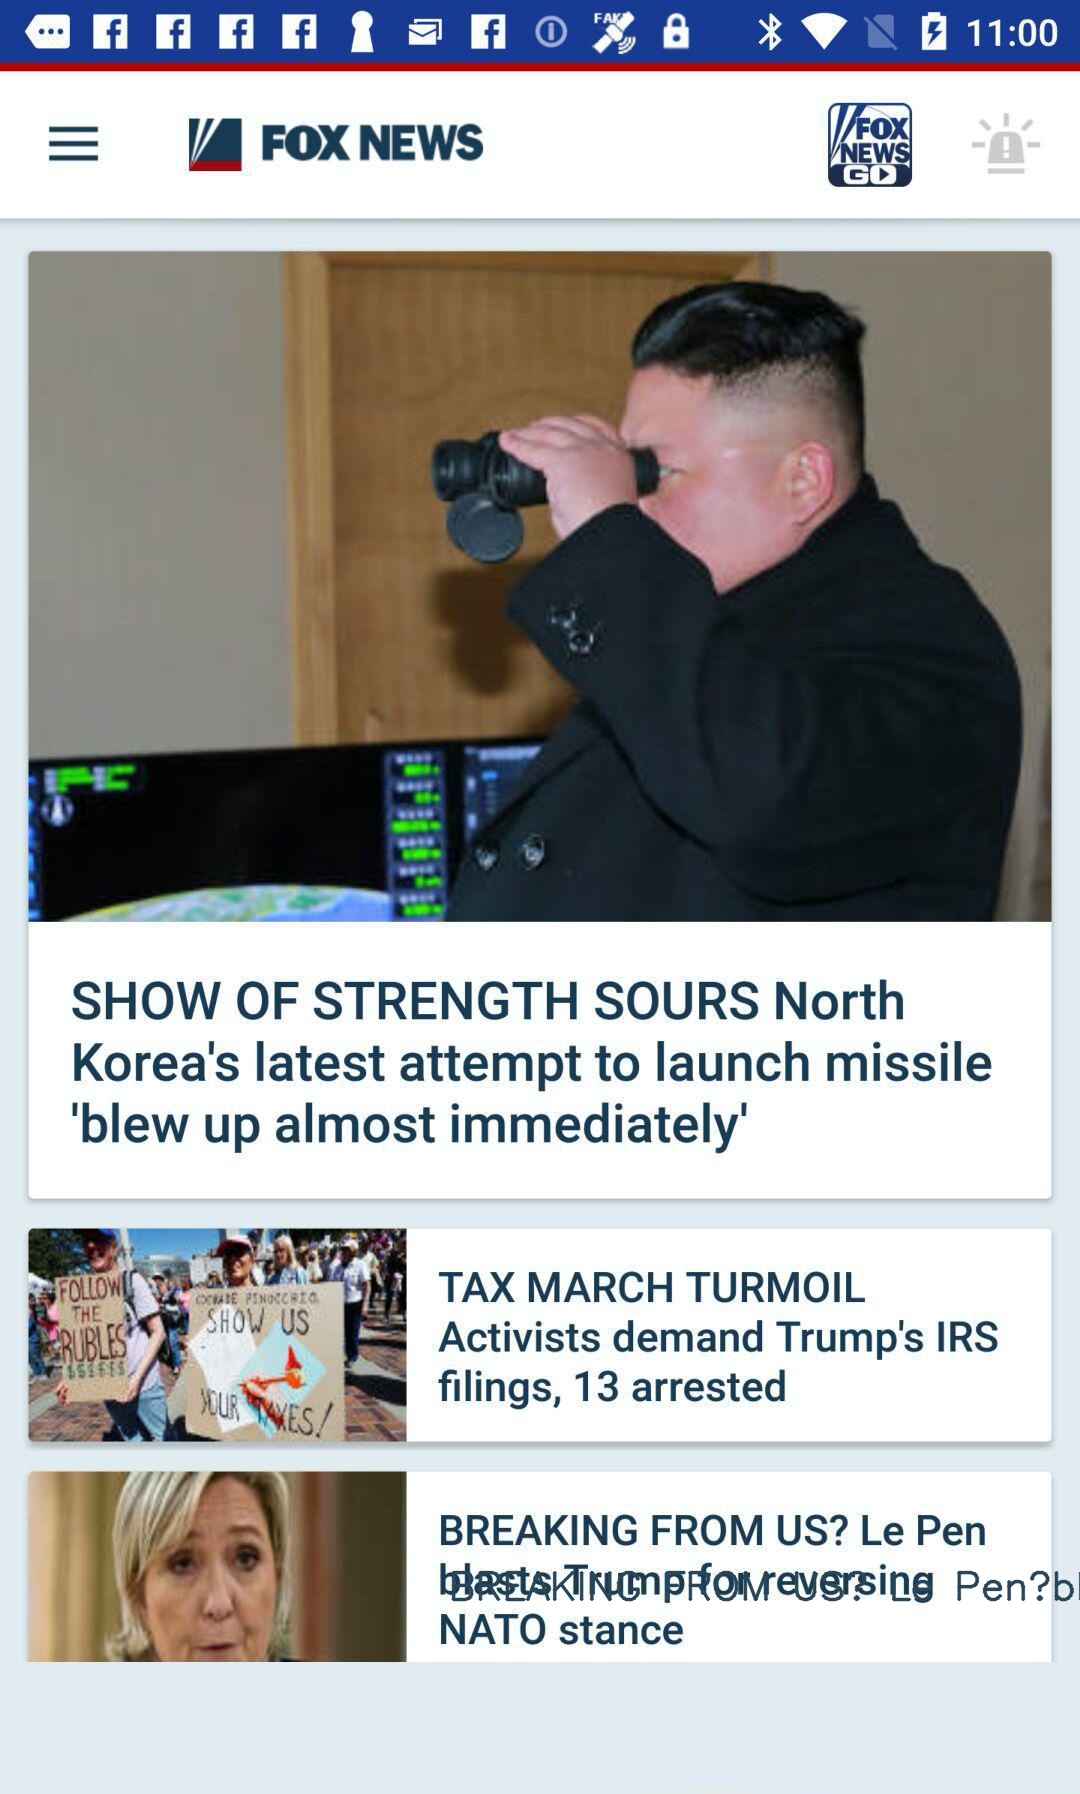 FAKE
11:00
FOX NEWS
FOX
NEWS
GO
SHOW OF STRENGTH SOURS North
Korea's latest attempt to launch missile
'blew up almost immediately'
FOLLOW
THE
RUBLES
$$$$$$
SHOW US
YOUR TAXES!
TAX MARCH TURMOIL
Activists demand Trump's IRS
filings, 13 arrested
BREAKING FROM US? Le Pen
blasts Trump for reversing
BREAKING FROM US? Le Pen?bl
NATO stance